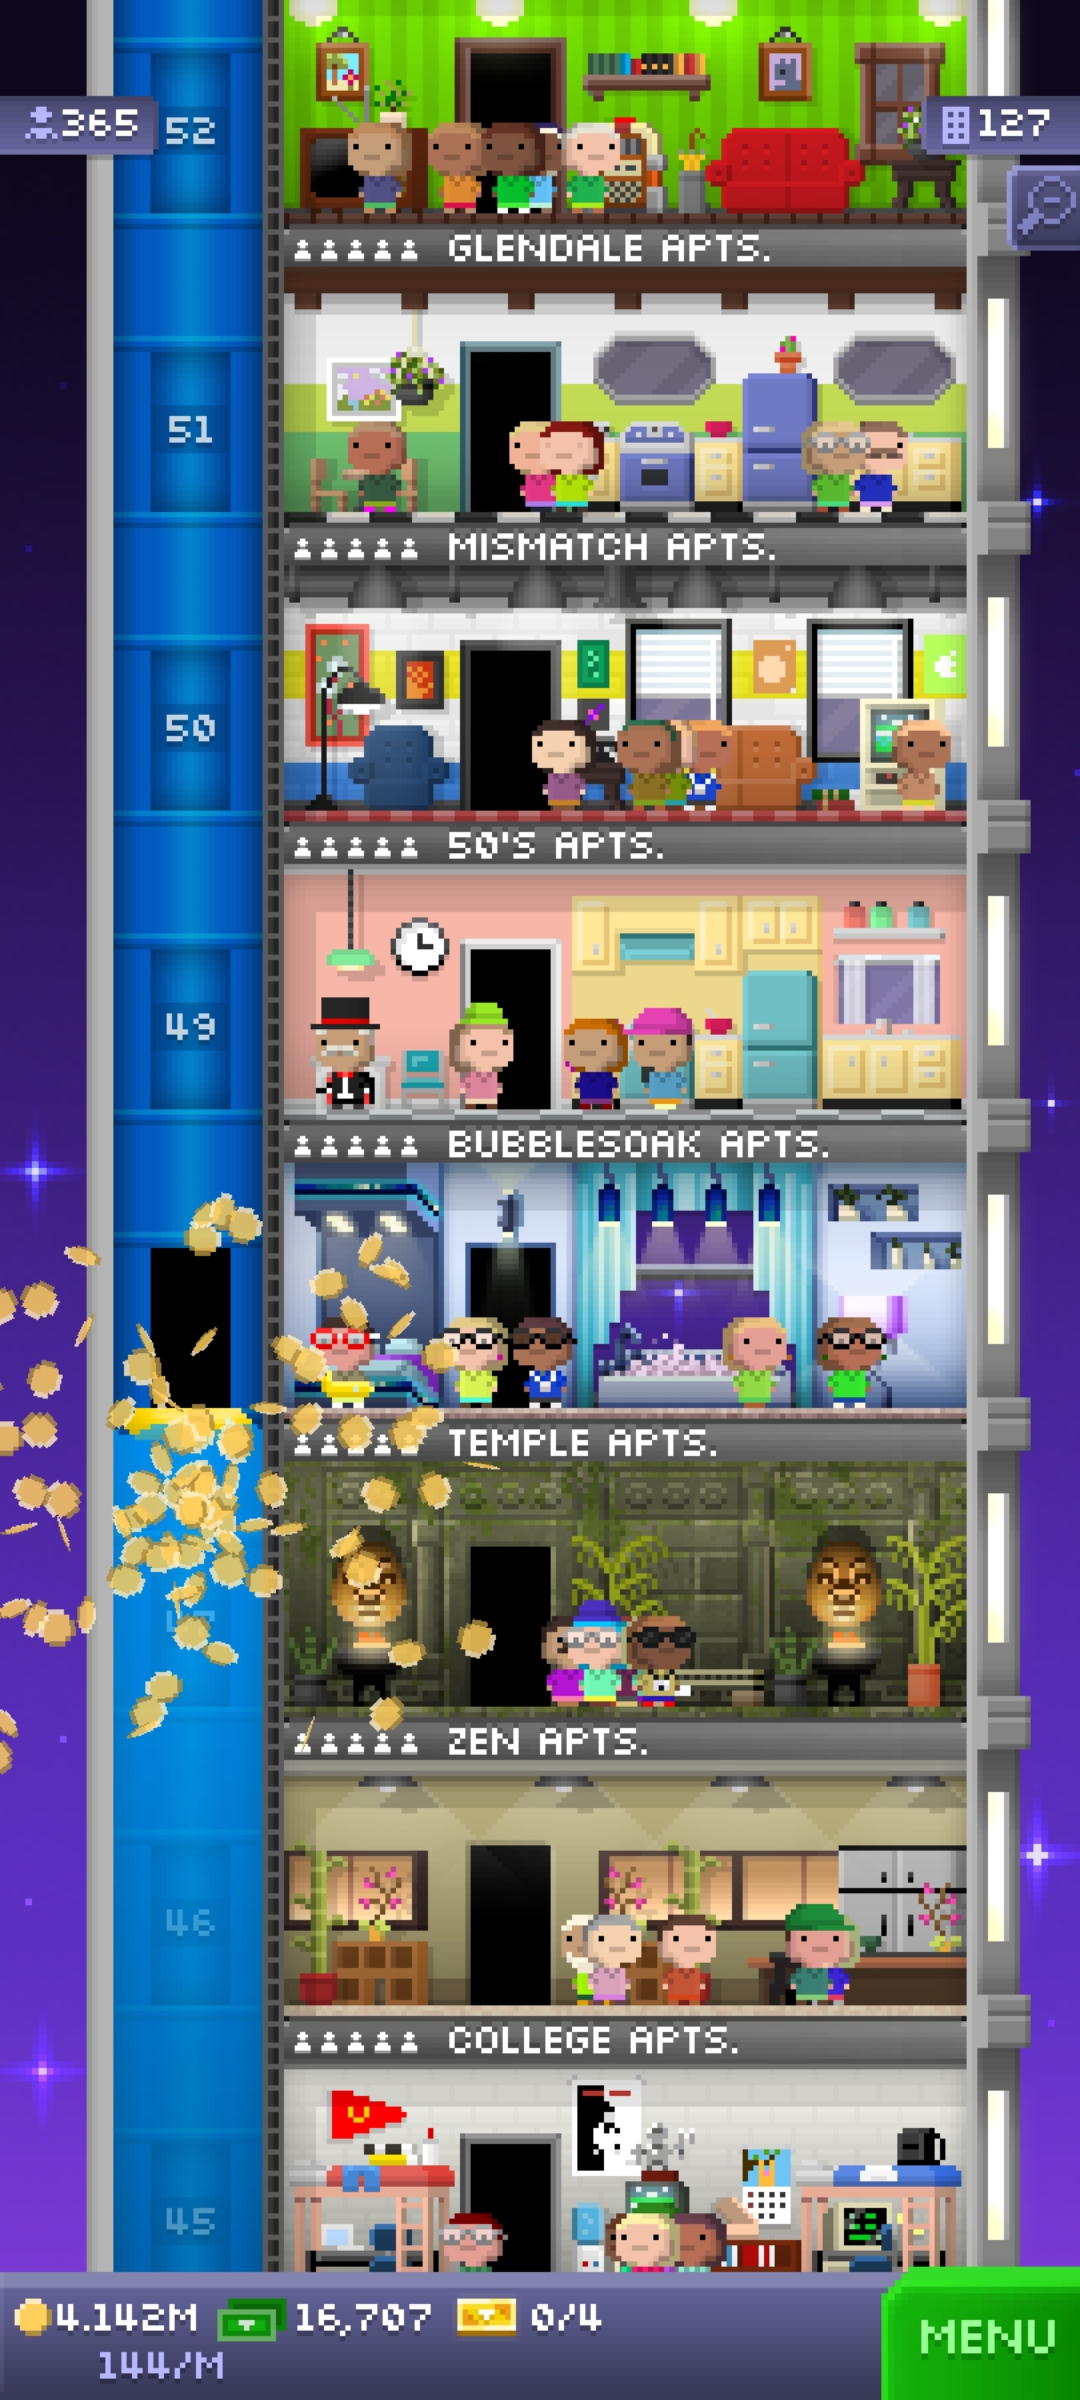 365
52
127
GLENDALE APTS.
51
MISMATCH APTS.
50
50'S APTS.
49
BUBBLESOAK APTS.
TEMPLE APTS.
47
ZEN APTS.
46
COLLEGE APTS.
45
4.142M 16,707 0/4
144/M
MENU